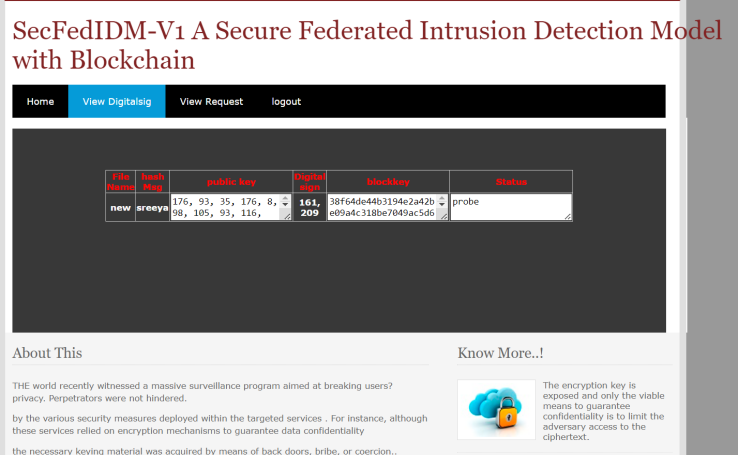 SecFedIDM-V1 A Secure Federated Intrusion Detection Model
with Blockchain
Home View Digitalsig View Request logout
File Name hash Msg public key Digital sign blockkey Status
new sreeya 176, 93, 35, 176, 8, 161, 38f64de44b3194e2a42b probe
98, 105, 93, 116, 209 e09a4c318be7049ac5d6
About This
THE world recently witnessed a massive surveillance program aimed at breaking users?
privacy. Perpetrators were not hindered.
by the various security measures deployed within the targeted services . For instance, although
these services relied on encryption mechanisms to guarantee data confidentiality
the necessary keying material was acquired by means of back doors, bribe, or coercion..
Know More..!
The encryption key is
exposed and only the viable
means to guarantee
confidentiality is to limit the
adversary access to the
ciphertext.